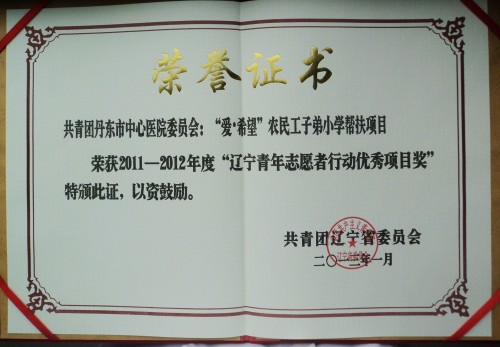 荣誉证书
共青团丹东市中心医院委员会：“爱·希望”农民工子弟小学帮扶项目
荣获2011—2012年度“辽宁青年志愿者行动优秀项目奖”
特颁此证，以资鼓励。
共青团辽宁省委员会
二〇一二年一月